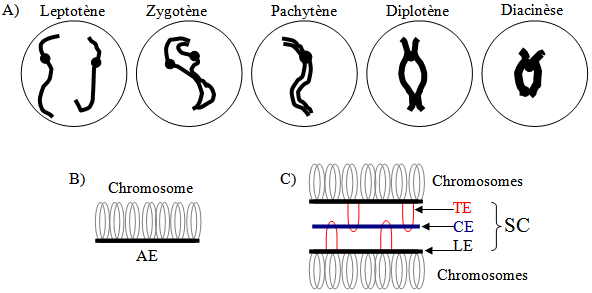 A) Leptotène Zygotène Pachytène Diplotène Diacinèse
B)
Chromosome
AE
C)
Chromosomes
TE
CE
LE
SC
Chromosomes